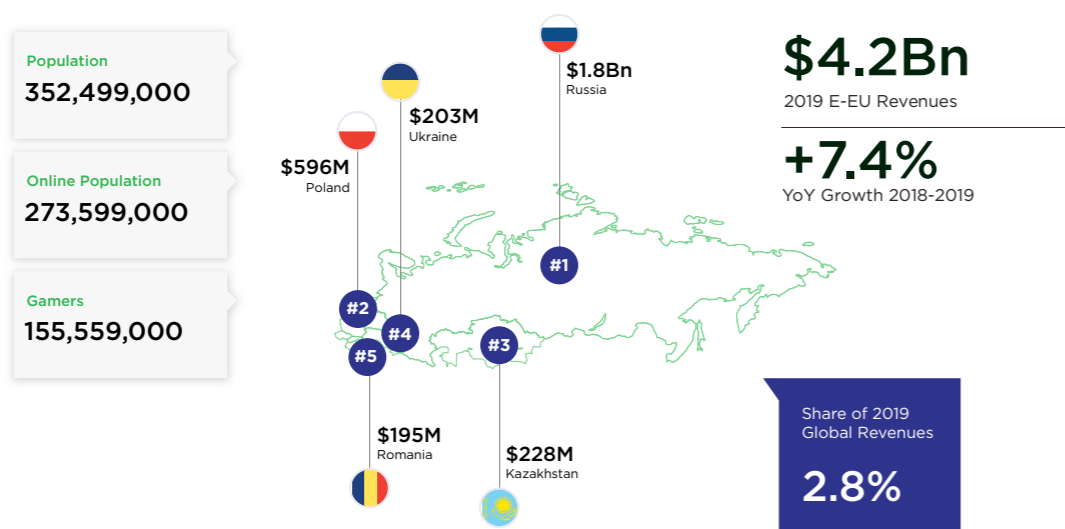 Population
352,499,000
Online Population
273,599,000
Gamers
155,559,000
$1.8Bn
Russia
$203M
Ukraine
$596M
Poland
#1
#2
#4
#3
#5
$195M
Romania
$228M
Kazakhstan
$4.2Bn
2019 E-EU Revenues
+7.4%
YoY Growth 2018-2019
Share of 2019
Global Revenues
2.8%